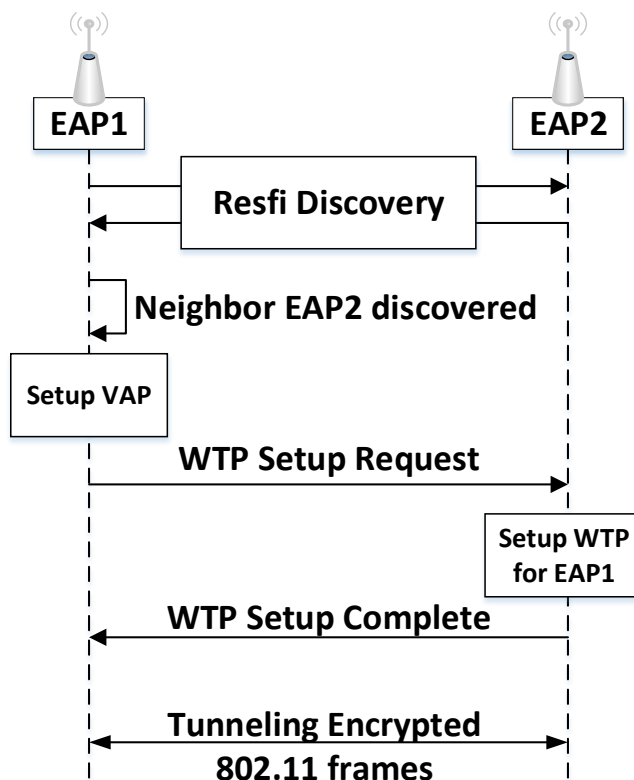 EAP1
EAP2
Resfi Discovery
Neighbor EAP2 discovered
Setup VAP
WTP Setup Request
Setup WTP
for EAP1
WTP Setup Complete
Tunneling Encrypted
802.11 frames